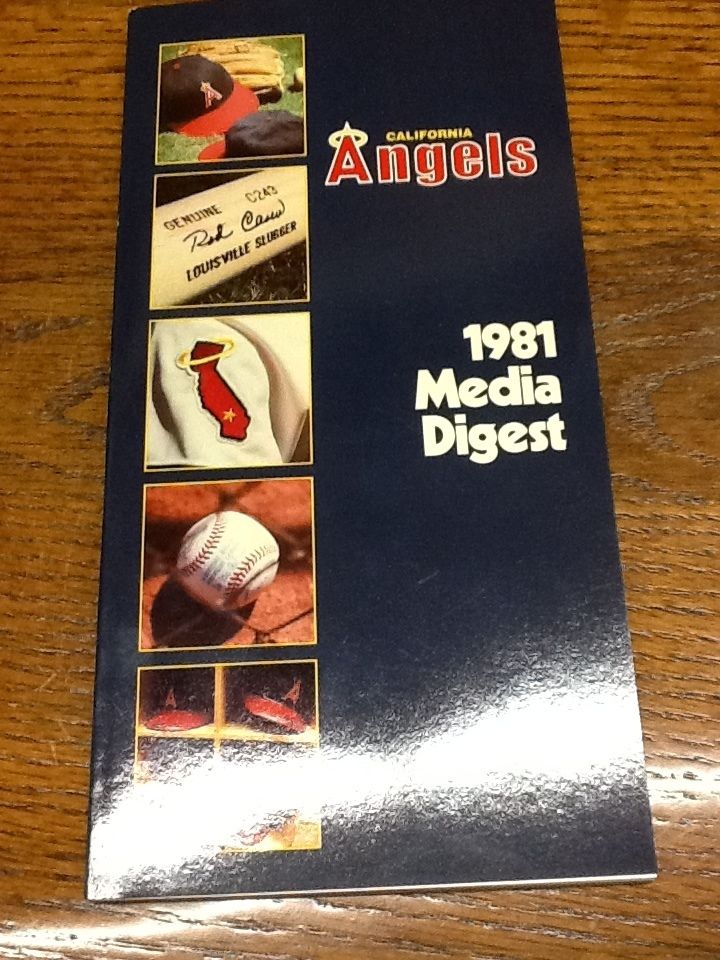 A
CALIFORNIA
Angels
GENUINE C243
Rod Carew
LOUISVILLE SLUGGER
1981
Media
Digest
A
A